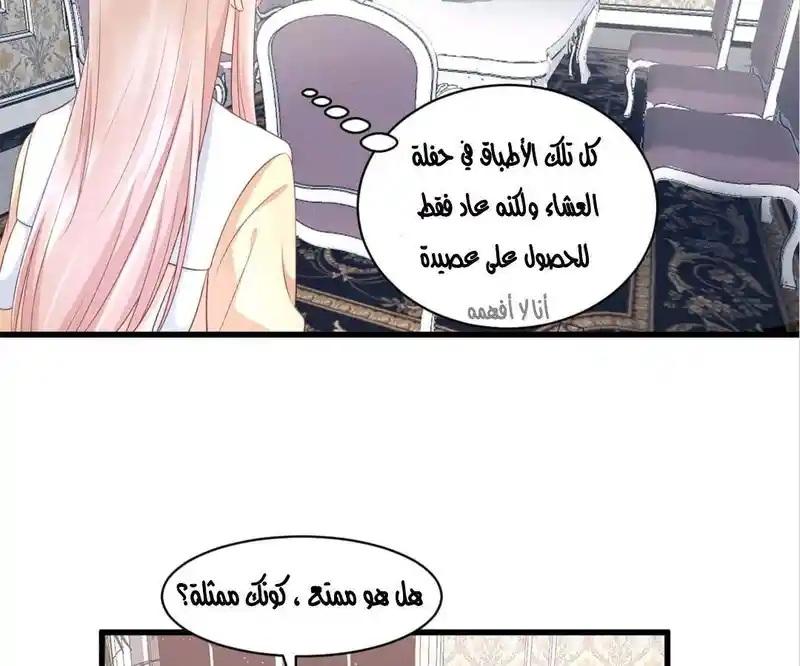 كل تلك الأطباق في حفلة
العشاء ولكنه عاد فقط
للحصول على عصيدة
أنا لا أفهمه
هل هو ممتع ، كونك ممثلة؟